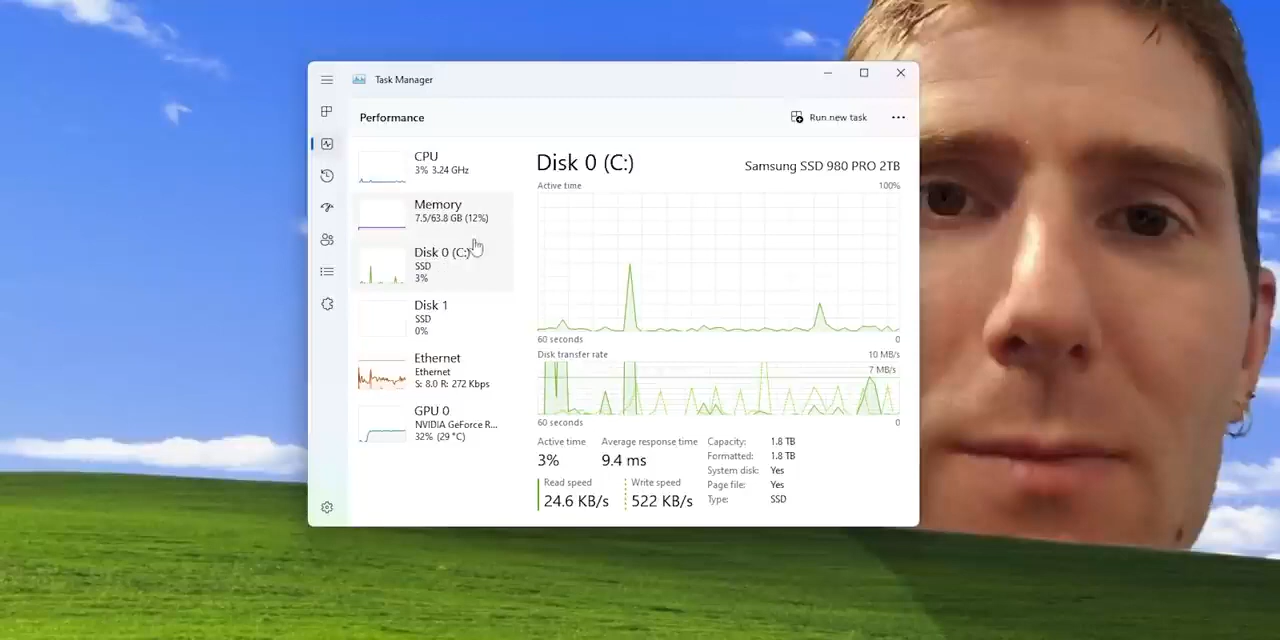 Task Manager
Performance
Run new task
CPU
3% 3.24 GHz
Memory
7.5/63.8 GB (12%)
Disk 0 (C:)
SSD
3%
Disk 1
SSD
0%
Ethernet
Ethernet
S: 8.0 R: 272 Kbps
GPU 0
NVIDIA GeForce R...
32% (29 °C)
Disk 0 (C:)
Samsung SSD 980 PRO 2TB
Active time
100%
60 seconds
0
Disk transfer rate
10 MB/s
7 MB/s
60 seconds
0
Active time
3%
Average response time
9.4 ms
Read speed
24.6 KB/s
Write speed
522 KB/s
Capacity: 1.8 TB
Formatted: 1.8 TB
System disk: Yes
Page file: Yes
Type: SSD